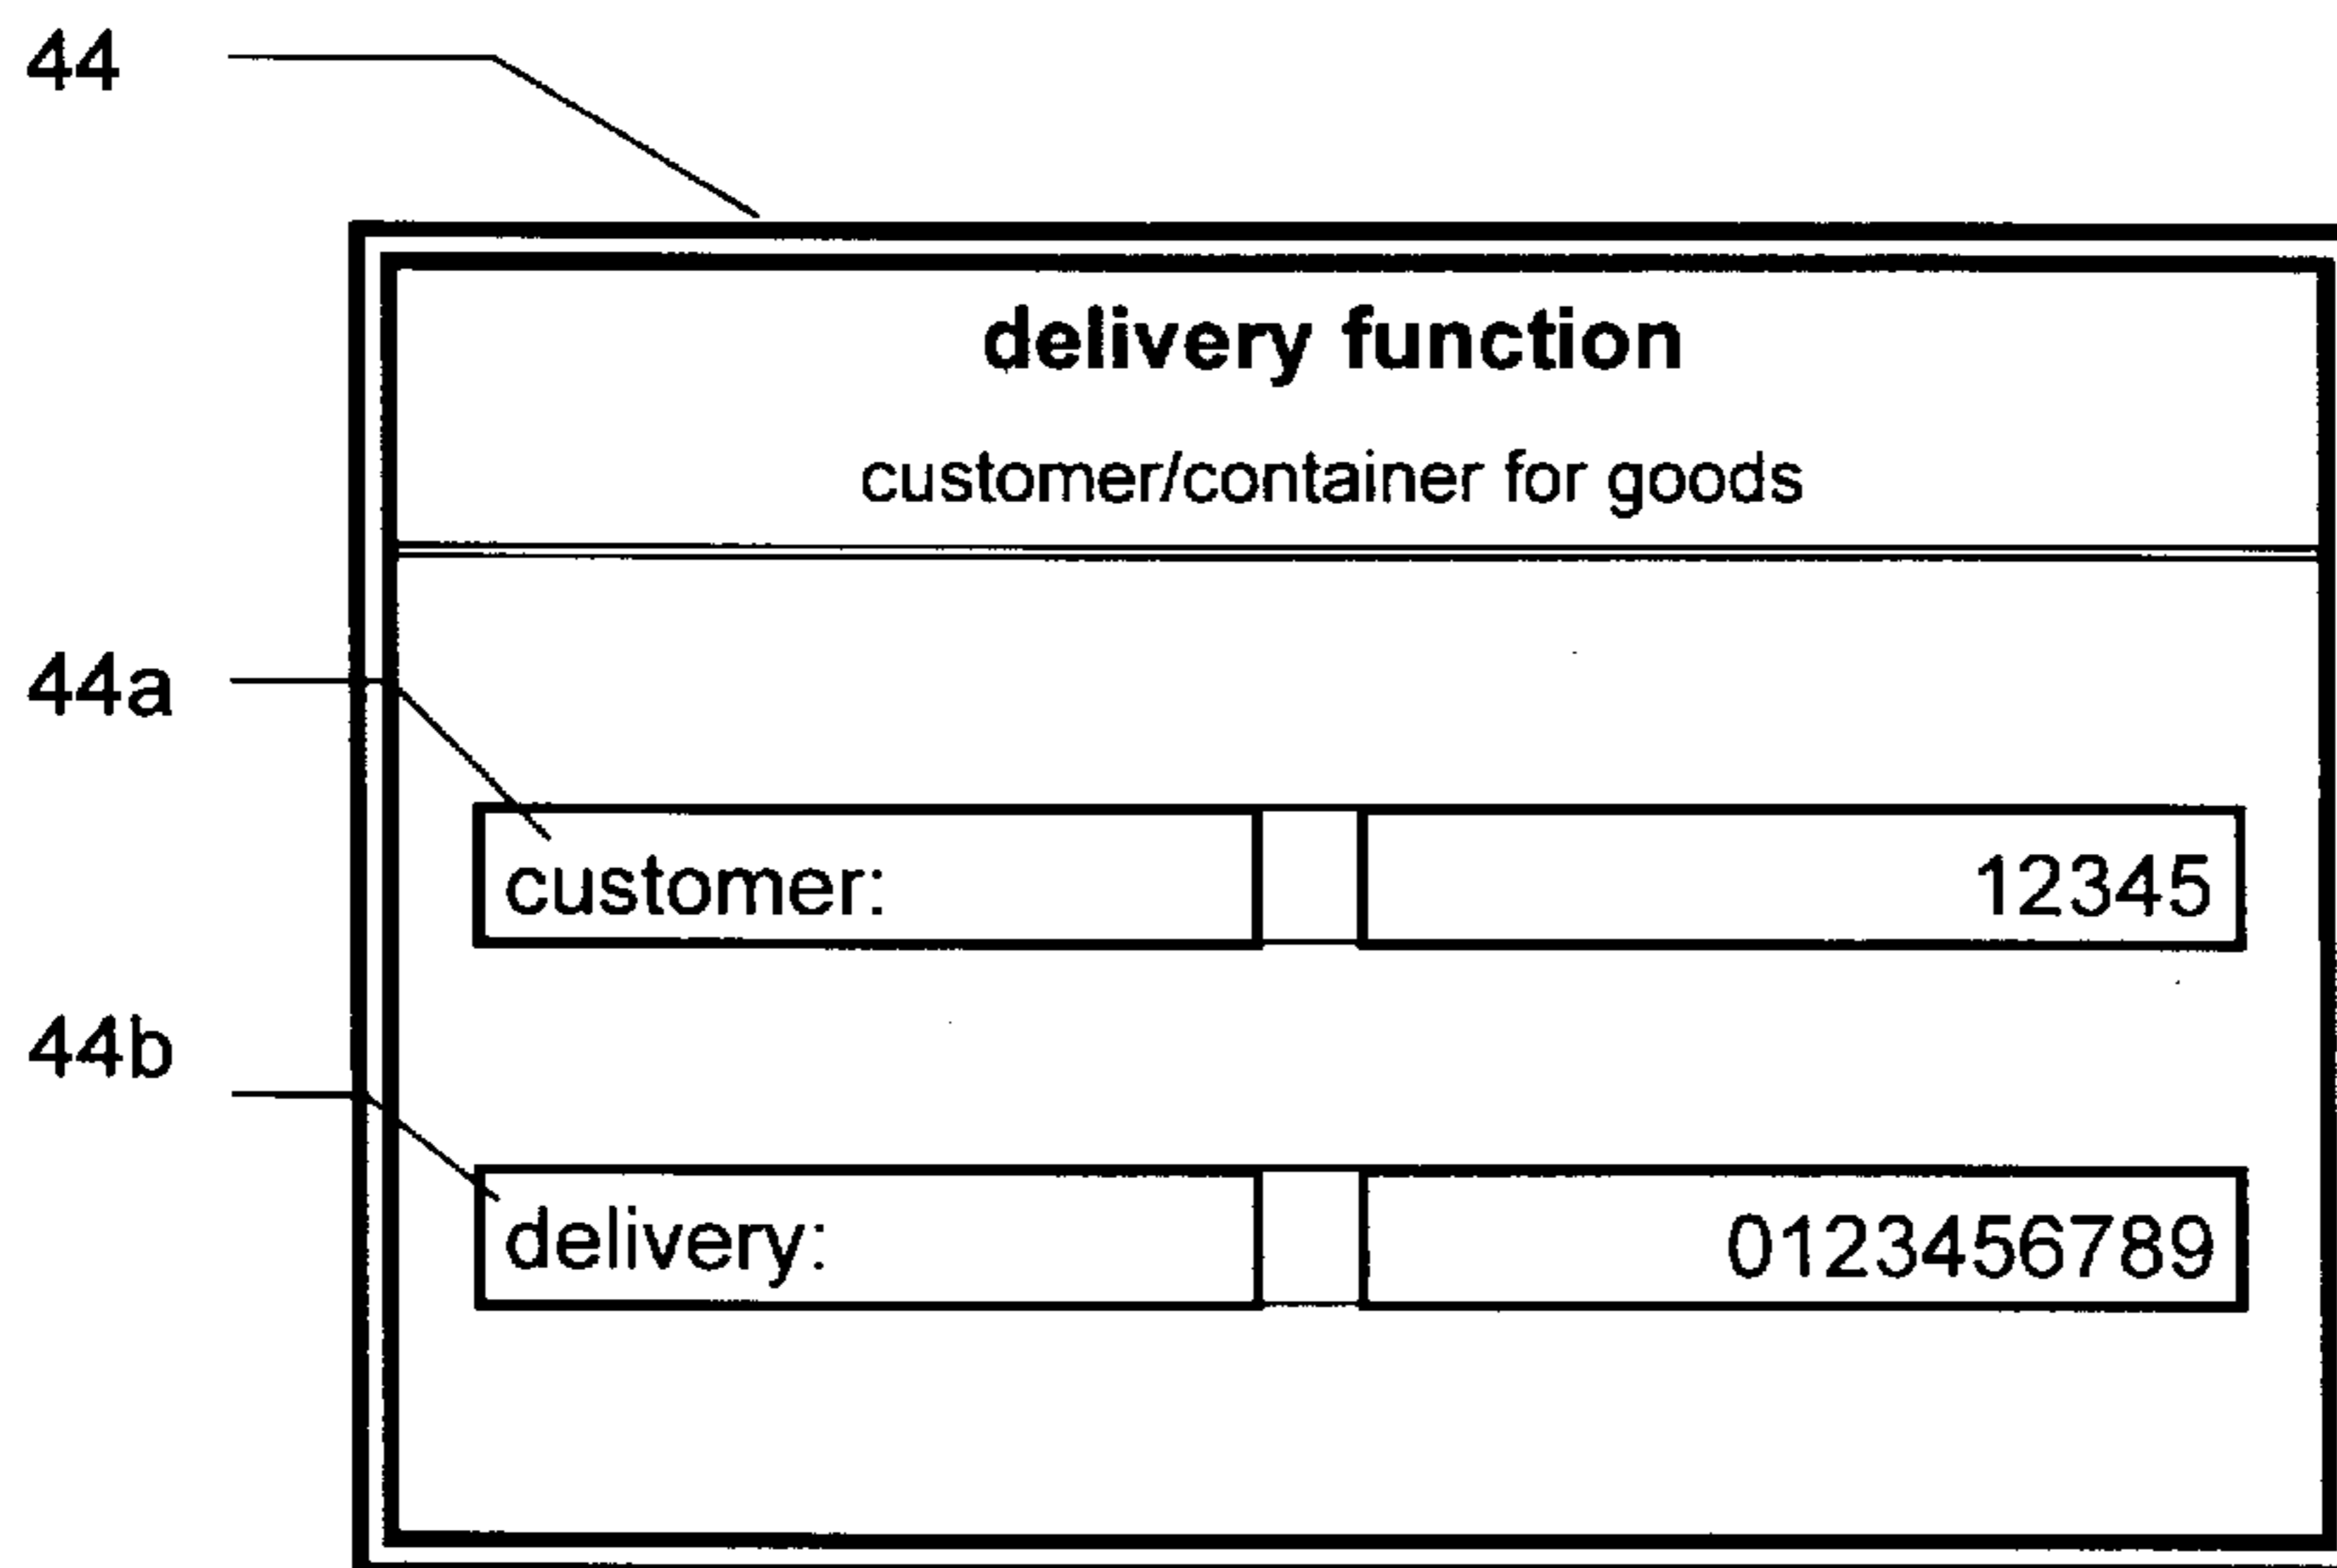 44
delivery function
customer/container for goods
44a
customer: 12345
44b
delivery: 0123456789